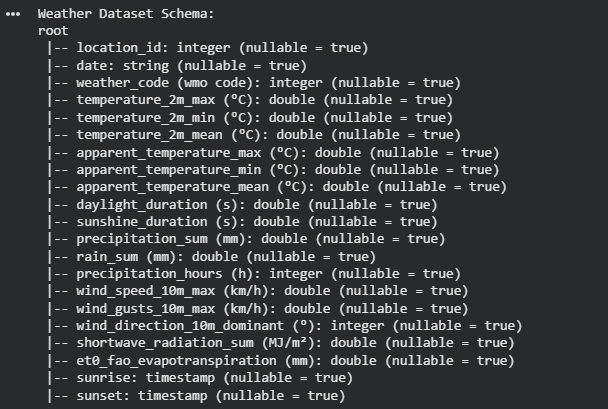 ••• Weather Dataset Schema:
root
|-- location_id: integer (nullable = true)
|-- date: string (nullable = true)
|-- weather_code (wmo code): integer (nullable = true)
|-- temperature_2m_max (°C): double (nullable = true)
|-- temperature_2m_min (°C): double (nullable = true)
|-- temperature_2m_mean (°C): double (nullable = true)
|-- apparent_temperature_max (°C): double (nullable = true)
|-- apparent_temperature_min (°C): double (nullable = true)
|-- apparent_temperature_mean (°C): double (nullable = true)
|-- daylight_duration (s): double (nullable = true)
|-- sunshine_duration (s): double (nullable = true)
|-- precipitation_sum (mm): double (nullable = true)
|-- rain_sum (mm): double (nullable = true)
|-- precipitation_hours (h): integer (nullable = true)
|-- wind_speed_10m_max (km/h): double (nullable = true)
|-- wind_gusts_10m_max (km/h): double (nullable = true)
|-- wind_direction_10m_dominant (°): integer (nullable = true)
|-- shortwave_radiation_sum (MJ/m²): double (nullable = true)
|-- et0_fao_evapotranspiration (mm): double (nullable = true)
|-- sunrise: timestamp (nullable = true)
|-- sunset: timestamp (nullable = true)